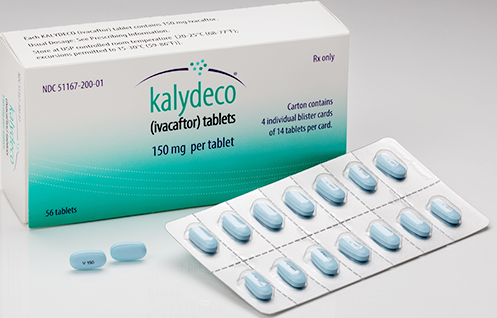 Each KALYDECO (ivacaftor) tablet contains 150 mg ivacaftor.
Usual Dosage: See Prescribing Information.
Store at USP controlled room temperature (20-25°C (68-77°F);
excursions permitted to 15-30°C (59-86°F).
NDC 51167-200-01
Rx only
kalydeco®
(ivacaftor) tablets
150 mg per tablet
Carton contains
4 individual blister cards
of 14 tablets per card.
56 tablets
kalydeco
(ivacaftor) tablets
V 150